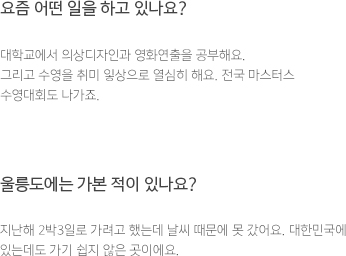 요즘 어떤 일을 하고 있나요?
대학교에서 의상디자인과 영화연출을 공부해요.
그리고 수영을 취미 잏상으로 열심히 해요. 전국 마스터스
수영대회도 나가죠.
울릉도에는 가본 적이 있나요?
지난해 2박3일로 가려고 했는데 날씨 때문에 못 갔어요. 대한민국에
있는데도 가기 쉽지 않은 곳이에요.